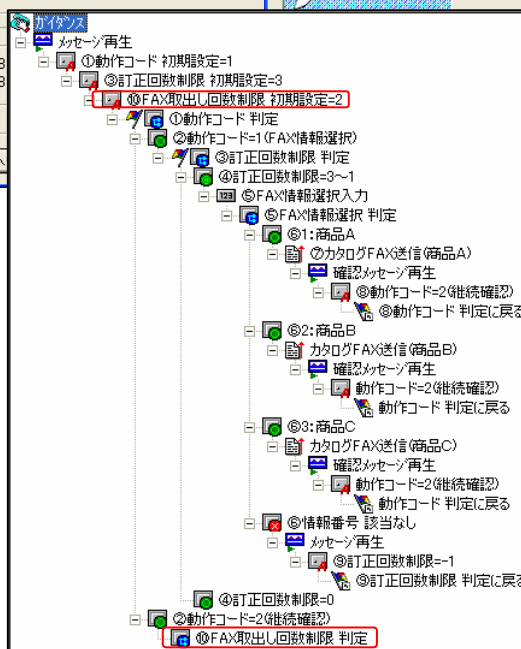 ガイダンス
メッセージ再生
①動作コード 初期設定=1
③訂正回数制限 初期設定=3
⑩FAX取出し回数制限 初期設定=2
①動作コード 判定
②動作コード=1(FAX情報選択)
③訂正回数制限 判定
④訂正回数制限=3~1
⑤FAX情報選択入力
⑤FAX情報選択 判定
⑥1:商品A
⑦カタログFAX送信(商品A)
確認メッセージ再生
⑧動作コード=2(継続確認)
⑧動作コード 判定に戻る
⑥2:商品B
カタログFAX送信(商品B)
確認メッセージ再生
動作コード=2(継続確認)
動作コード 判定に戻る
⑥3:商品C
カタログFAX送信(商品C)
確認メッセージ再生
動作コード=2(継続確認)
動作コード 判定に戻る
⑥情報番号 該当なし
メッセージ再生
⑨訂正回数制限=-1
⑨訂正回数制限 判定に戻る
④訂正回数制限=0
②動作コード=2(継続確認)
⑩FAX取出し回数制限 判定